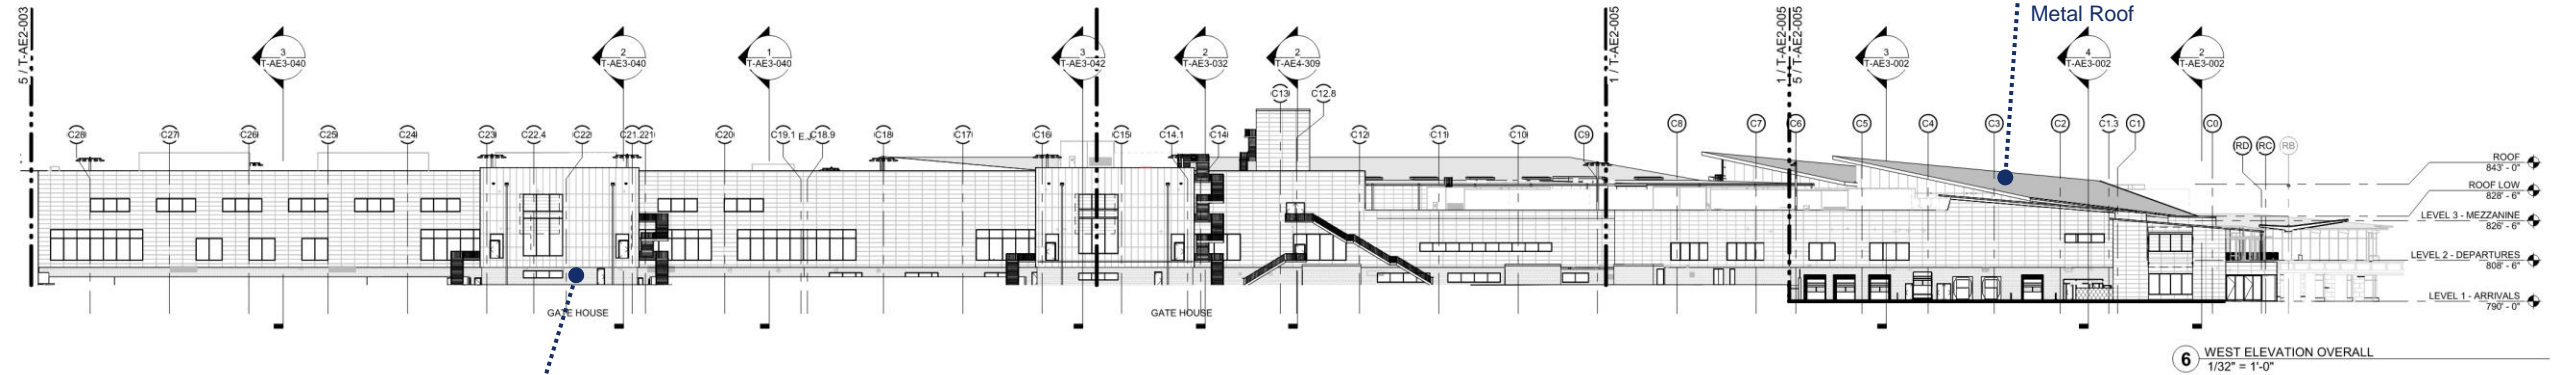 Metal Roof
5 / T-AE2-003
3
T-AE3-040
2
T-AE3-040
1
T-AE3-040
3
T-AE3-042
2
T-AE3-032
2
T-AE4-309
1 / T-AE2-005
1 / T-AE2-005
5 / T-AE2-005
3
T-AE3-002
4
T-AE3-002
2
T-AE3-002
C13
C12.8
C28
C27
C26
C25
C24
C23
C22.4
C22
C21.2
C20
C19.1
C18.9
C18
C17
C16
C15
C14.1
C14
C12
C11
C10
C9
C8
C7
C6
C5
C4
C3
C2
C1.3
C1
C0
RD
RC
RB
ROOF
843' - 0"
ROOF LOW
828' - 6"
LEVEL 3 - MEZZANINE
826' - 6"
LEVEL 2 - DEPARTURES
808' - 6"
LEVEL 1 - ARRIVALS
790' - 0"
GATE HOUSE
GATE HOUSE
6
WEST ELEVATION OVERALL
1/32" = 1'-0"